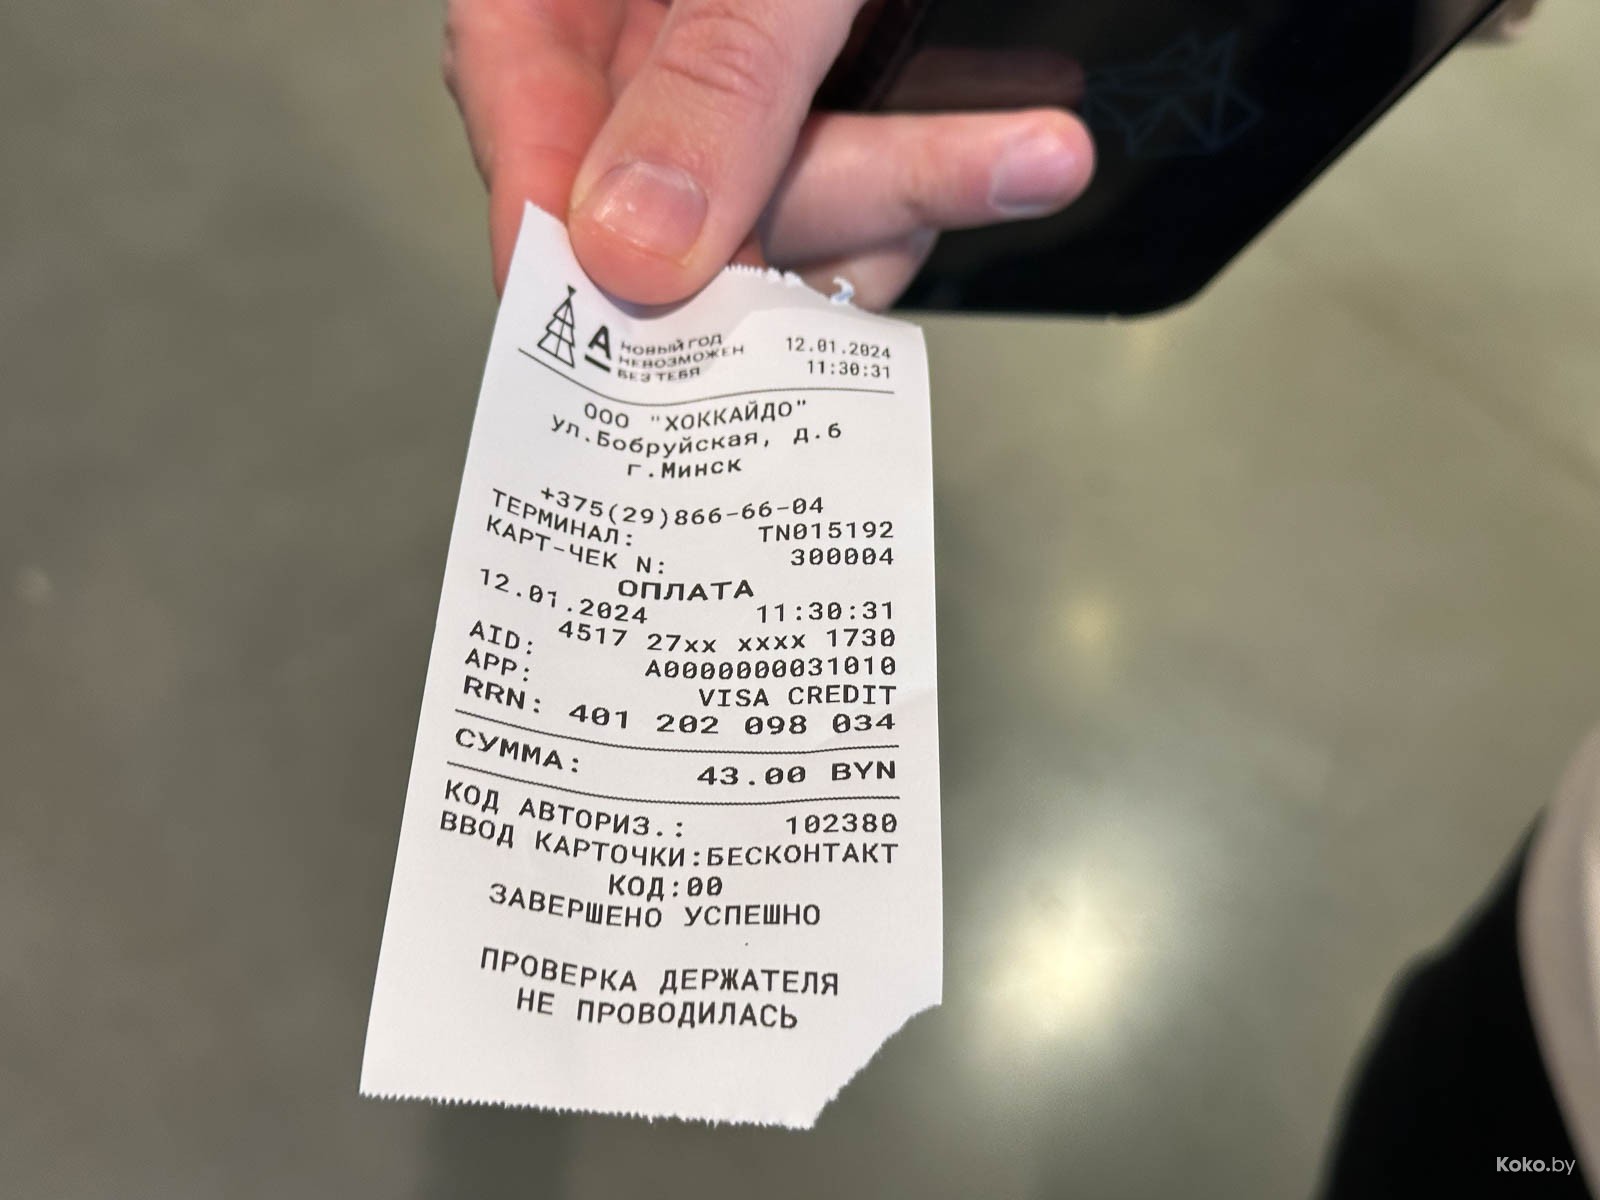 А
НОВЫЙ ГОД
НЕВОЗМОЖЕН
БЕЗ ТЕБЯ
12.01.2024
11:30:31
ООО "ХОККАЙДО"
ул.Бобруйская, д.6
г.Минск
+375(29)866-66-04
ТЕРМИНАЛ: TN015192
КАРТ-ЧЕК N: 300004
ОПЛАТА
12.01.2024 11:30:31
4517 27xx xxxx 1730
AID: A0000000031010
APP: VISA CREDIT
RRN: 401 202 098 034
СУММА: 43.00 BYN
КОД АВТОРИЗ.: 102380
ВВОД КАРТОЧКИ:БЕСКОНТАКТ
КОД:00
ЗАВЕРШЕНО УСПЕШНО
ПРОВЕРКА ДЕРЖАТЕЛЯ
НЕ ПРОВОДИЛАСЬ
Koko.by